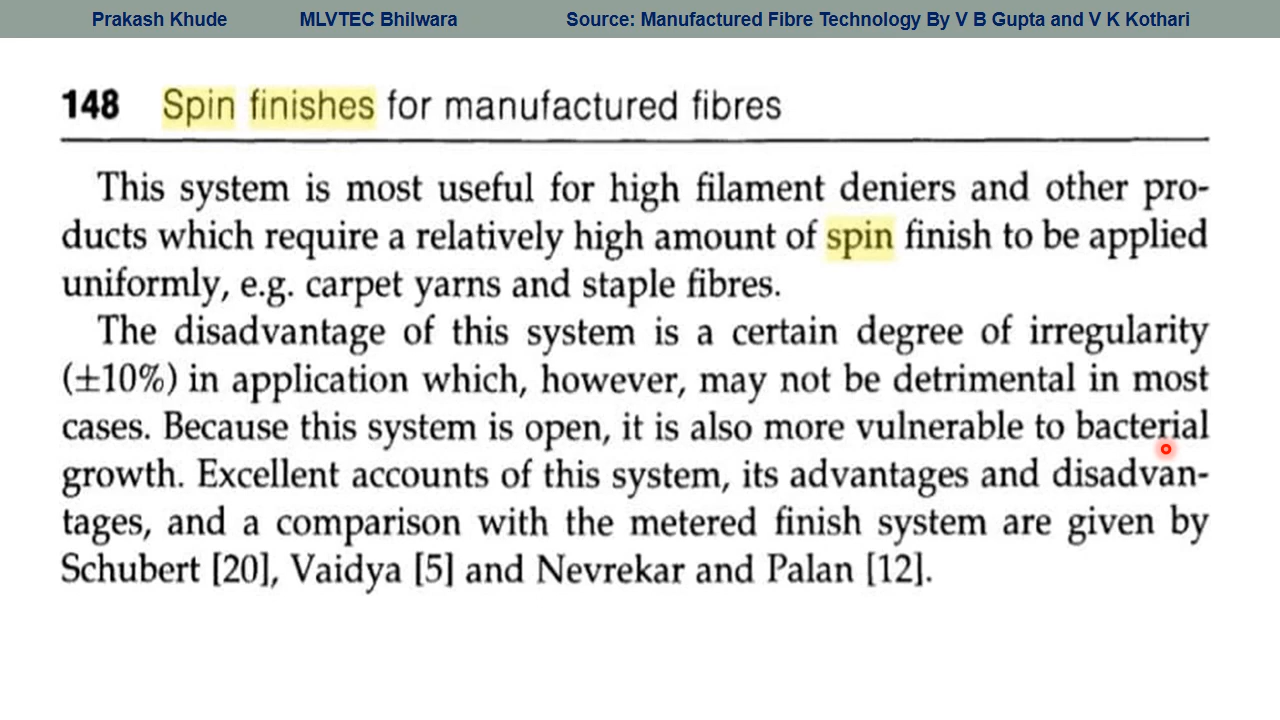 Prakash Khude MLVTEC Bhilwara Source: Manufactured Fibre Technology By V B Gupta and V K Kothari
148 Spin finishes for manufactured fibres
This system is most useful for high filament deniers and other pro-
ducts which require a relatively high amount of spin finish to be applied
uniformly, e.g. carpet yarns and staple fibres.
The disadvantage of this system is a certain degree of irregularity
(±10%) in application which, however, may not be detrimental in most
cases. Because this system is open, it is also more vulnerable to bacterial
growth. Excellent accounts of this system, its advantages and disadvan-
tages, and a comparison with the metered finish system are given by
Schubert [20], Vaidya [5] and Nevrekar and Palan [12].